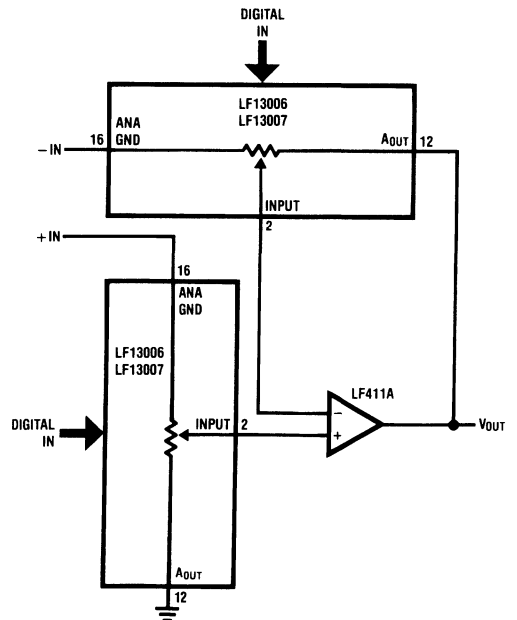 DIGITAL
IN
LF13006
LF13007
ANA
GND
16
− IN
AOUT
12
INPUT
2
+ IN
16
ANA
GND
LF13006
LF13007
DIGITAL
IN
INPUT
2
LF411A
−
+
VOUT
AOUT
12